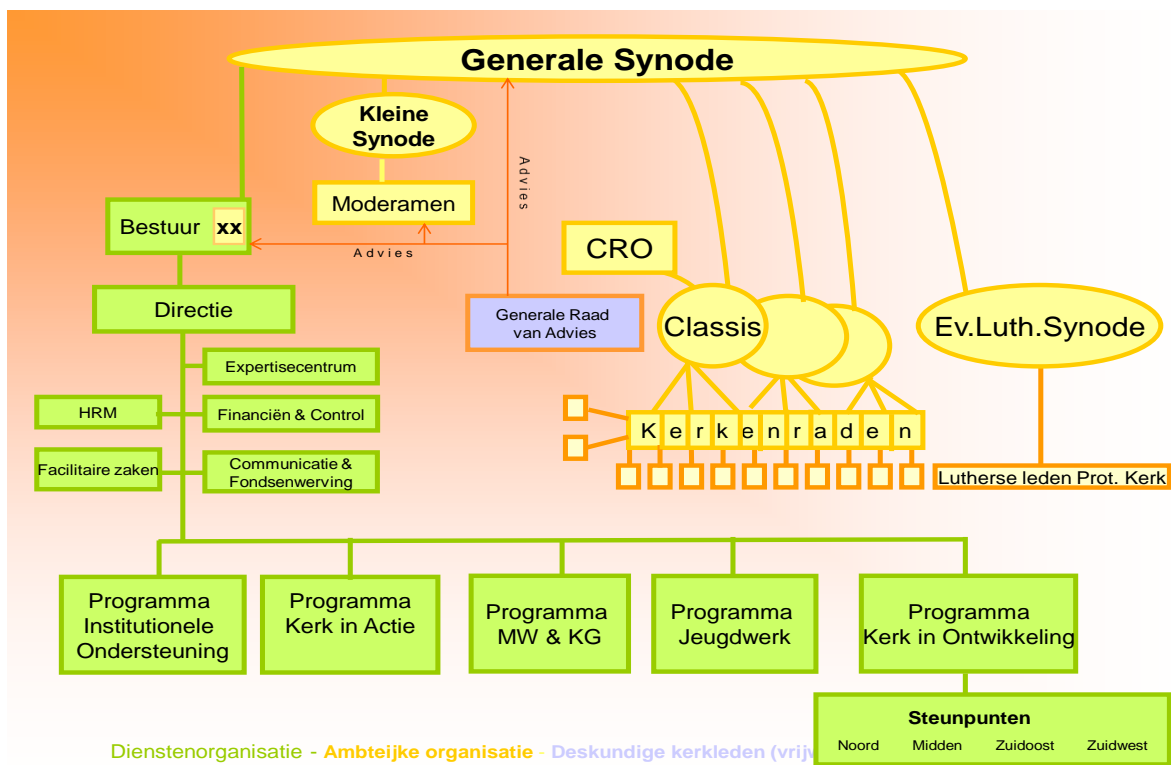 Generale Synode
Kleine
Synode
Advies
Moderamen
Bestuur xx
Advies
CRO
Directie
Generale Raad
van Advies
Classis
Ev.Luth.Synode
Expertisecentrum
HRM
Financiën & Control
Kerkenraden
Facilitaire zaken
Communicatie &
Fondsenwerving
Lutherse leden Prot. Kerk
Programma
Institutionele
Ondersteuning
Programma
Kerk in Actie
Programma
MW & KG
Programma
Jeugdwerk
Programma
Kerk in Ontwikkeling
Steunpunten
Noord Midden Zuidoost Zuidwest
Dienstenorganisatie - Ambteijke organisatie - Deskundige kerkleden (vrijw